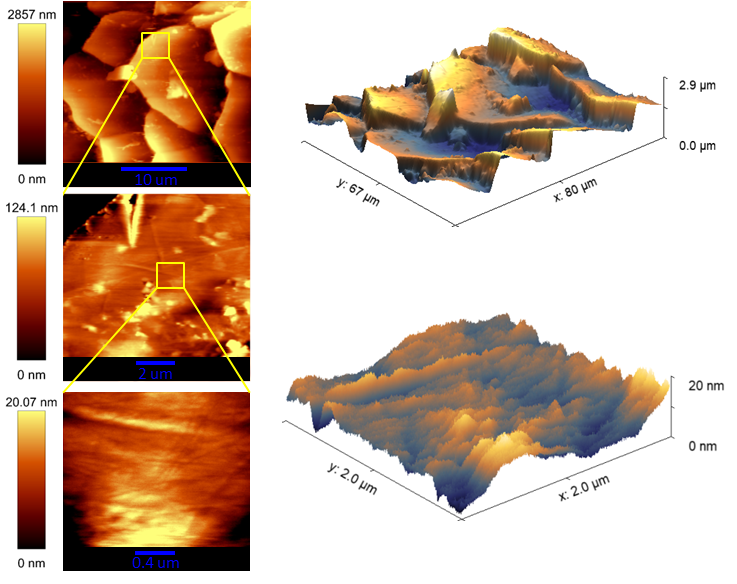 2857 nm
0 nm
10 um
124.1 nm
0 nm
2 um
20.07 nm
0 nm
0.4 um
2.9 µm
0.0 µm
y: 67 µm
x: 80 µm
20 nm
0 nm
y: 2.0 µm
x: 2.0 µm